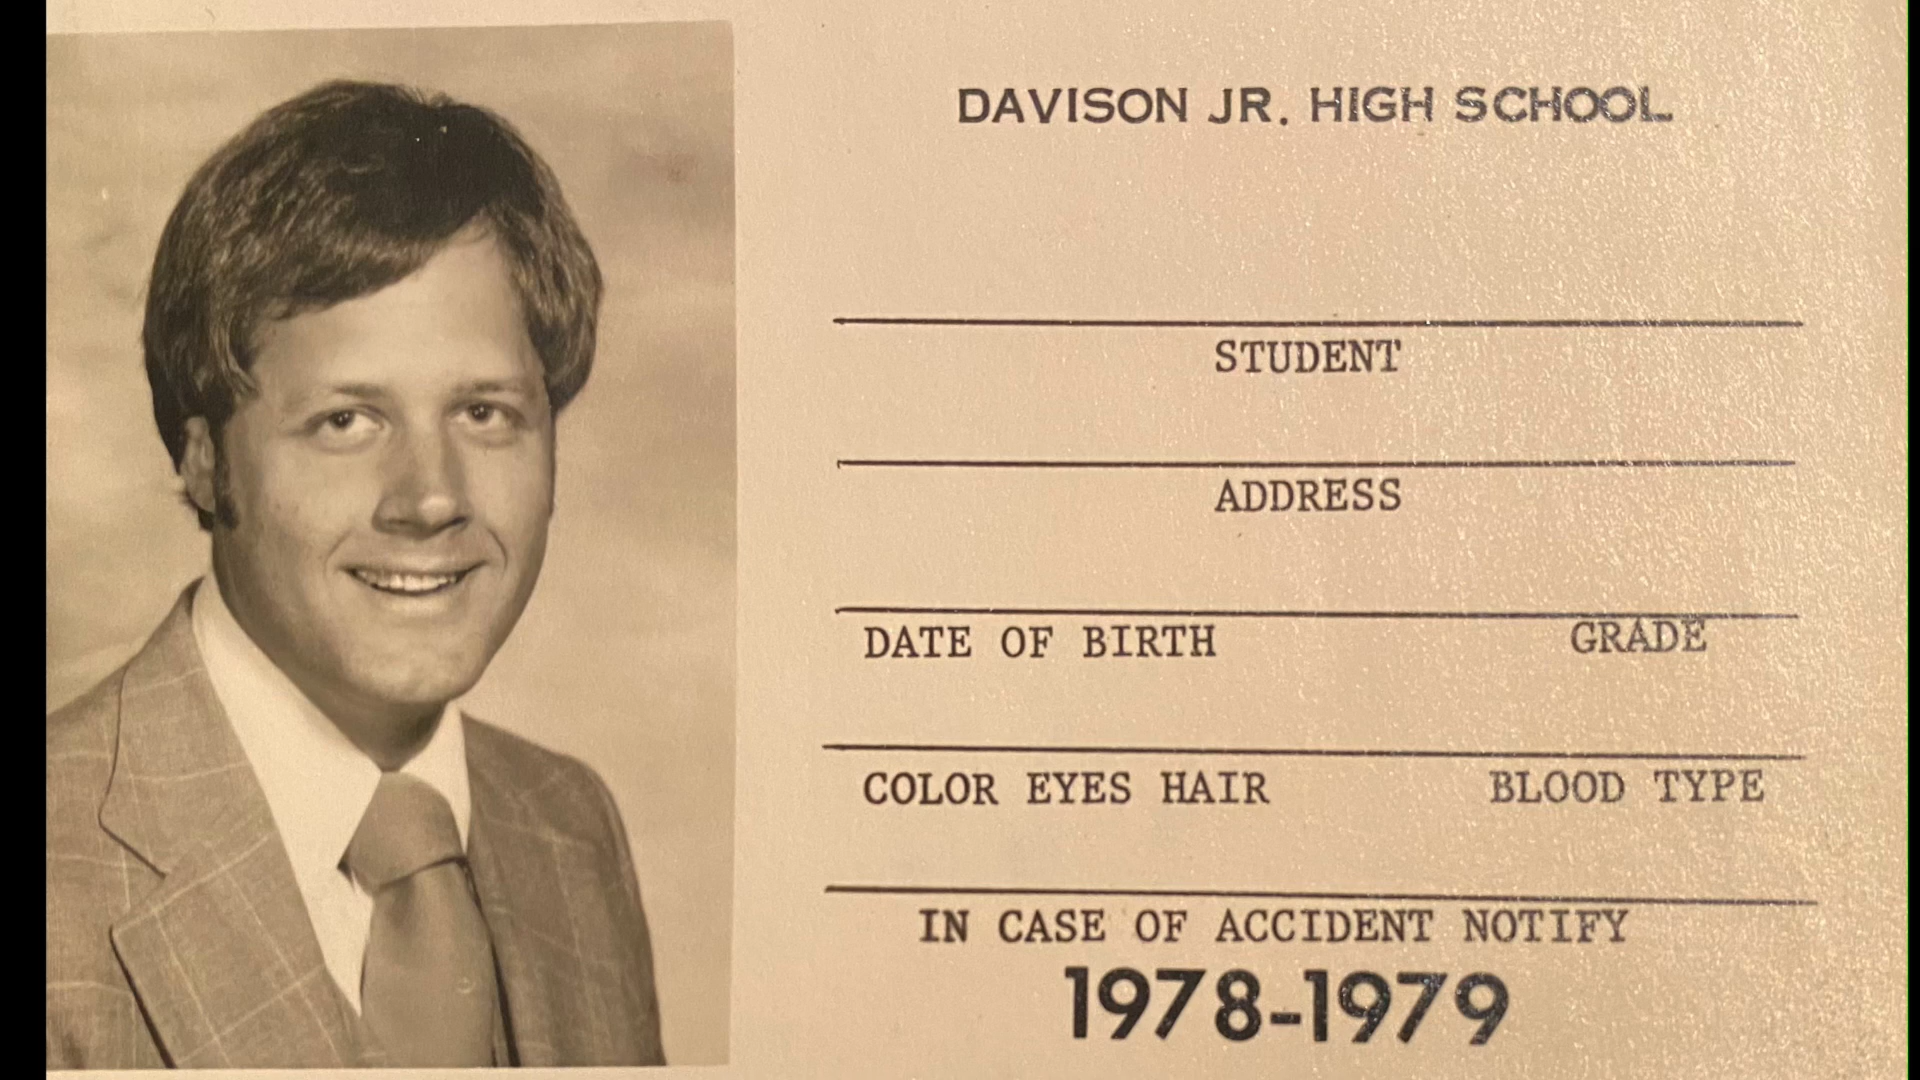 DAVISON JR. HIGH SCHOOL
STUDENT
ADDRESS
DATE OF BIRTH GRADE
COLOR EYES HAIR BLOOD TYPE
IN CASE OF ACCIDENT NOTIFY
1978-1979